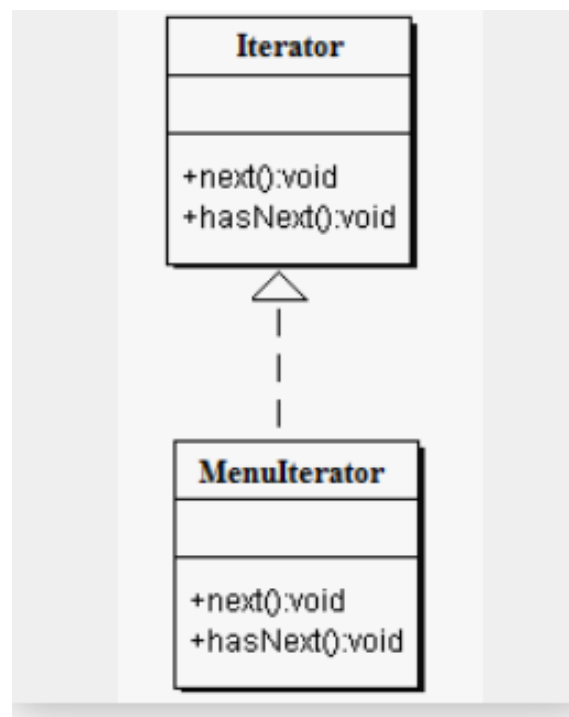 Iterator
+next():void
+hasNext():void
MenuIterator
+next():void
+hasNext():void